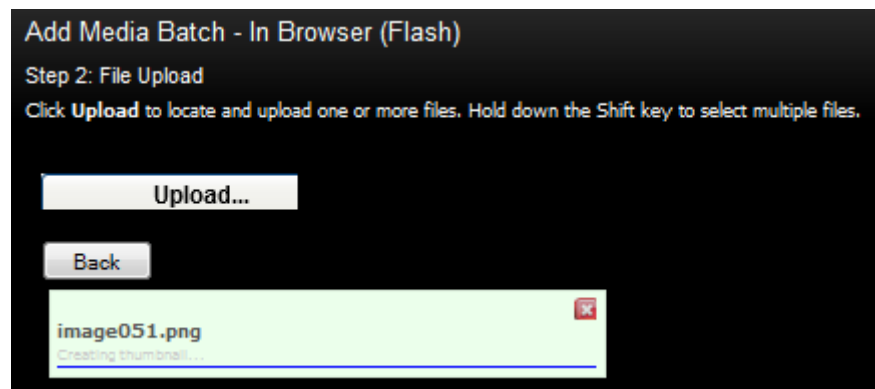 Add Media Batch - In Browser (Flash)
Step 2: File Upload
Click Upload to locate and upload one or more files. Hold down the Shift key to select multiple files.
Upload...
Back
image051.png
Creating thumbnail...